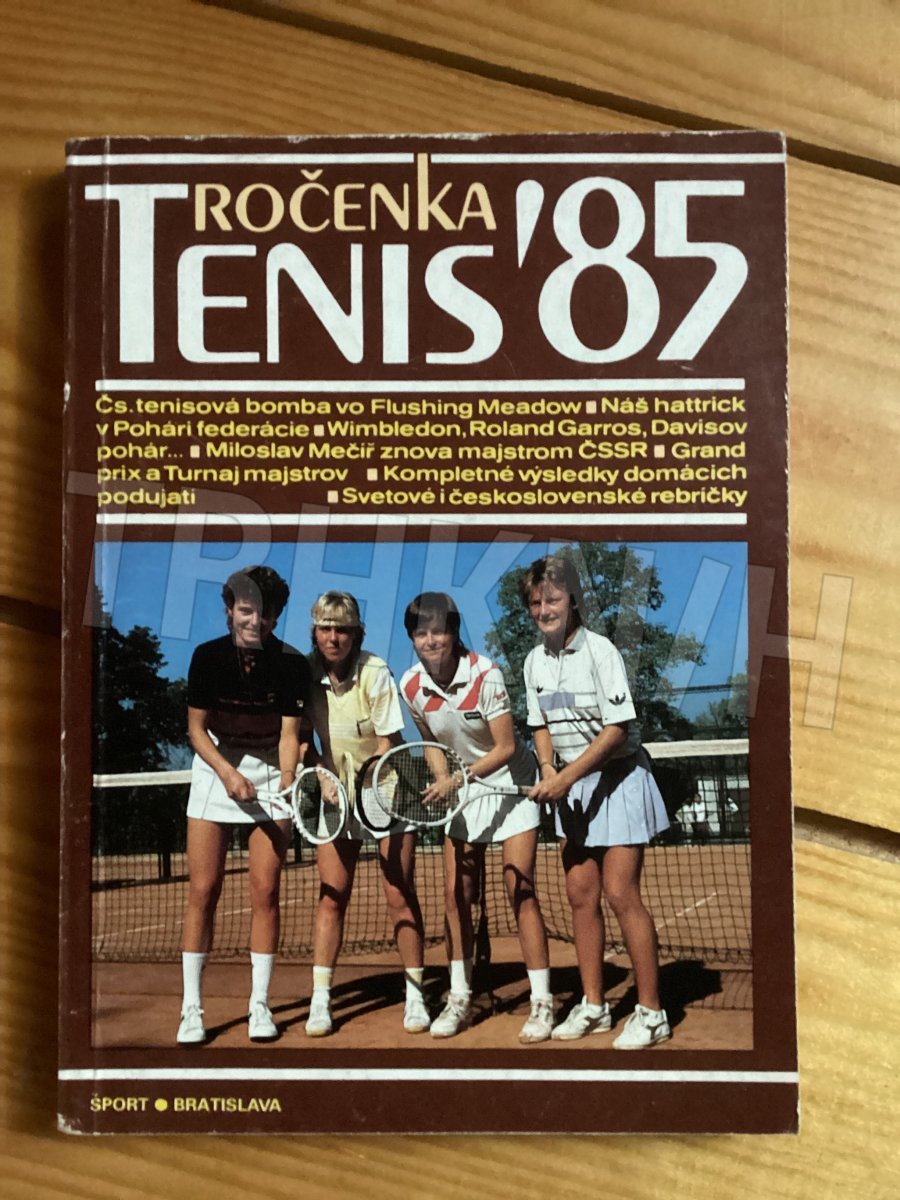 ROČENKA
TENIS '85
Čs. tenisová bomba vo Flushing Meadow ▪ Náš hattrick
v Pohári federácie ▪ Wimbledon, Roland Garros, Davisov
pohár... ▪ Miloslav Mečíř znova majstrom ČSSR ▪ Grand
prix a Turnaj majstrov ▪ Kompletné výsledky domácich
podujatí ▪ Svetové i československé rebríčky
TRHKNIH
ŠPORT ● BRATISLAVA